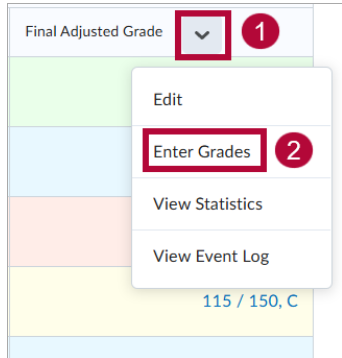 Final Adjusted Grade 1
Edit
Enter Grades 2
View Statistics
View Event Log
115 / 150, C